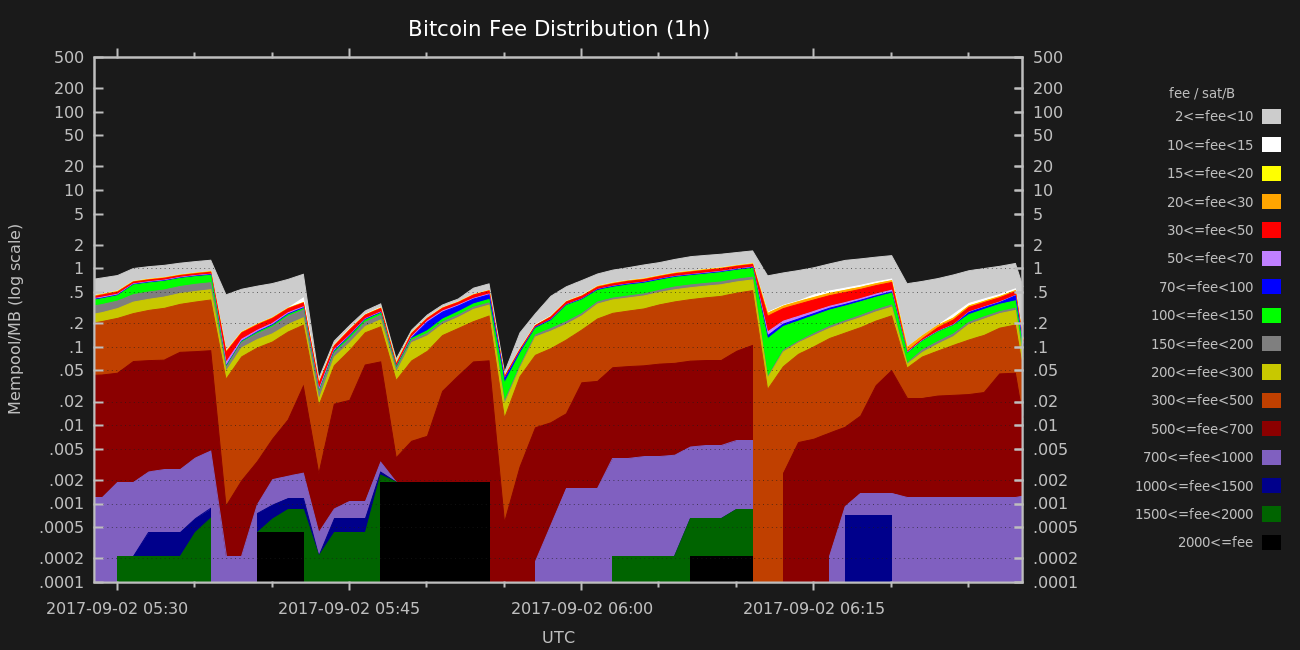 Bitcoin Fee Distribution (1h)
500 500
200 200
100 100
50 50
20 20
10 10
5 5
2 2
1 1
.5 .5
.2 .2
.1 .1
.05 .05
.02 .02
.01 .01
.005 .005
.002 .002
.001 .001
.0005 .0005
.0002 .0002
.0001 .0001
Mempool/MB (log scale)
2017-09-02 05:30 2017-09-02 05:45 2017-09-02 06:00 2017-09-02 06:15
UTC
fee / sat/B
2<=fee<10
10<=fee<15
15<=fee<20
20<=fee<30
30<=fee<50
50<=fee<70
70<=fee<100
100<=fee<150
150<=fee<200
200<=fee<300
300<=fee<500
500<=fee<700
700<=fee<1000
1000<=fee<1500
1500<=fee<2000
2000<=fee